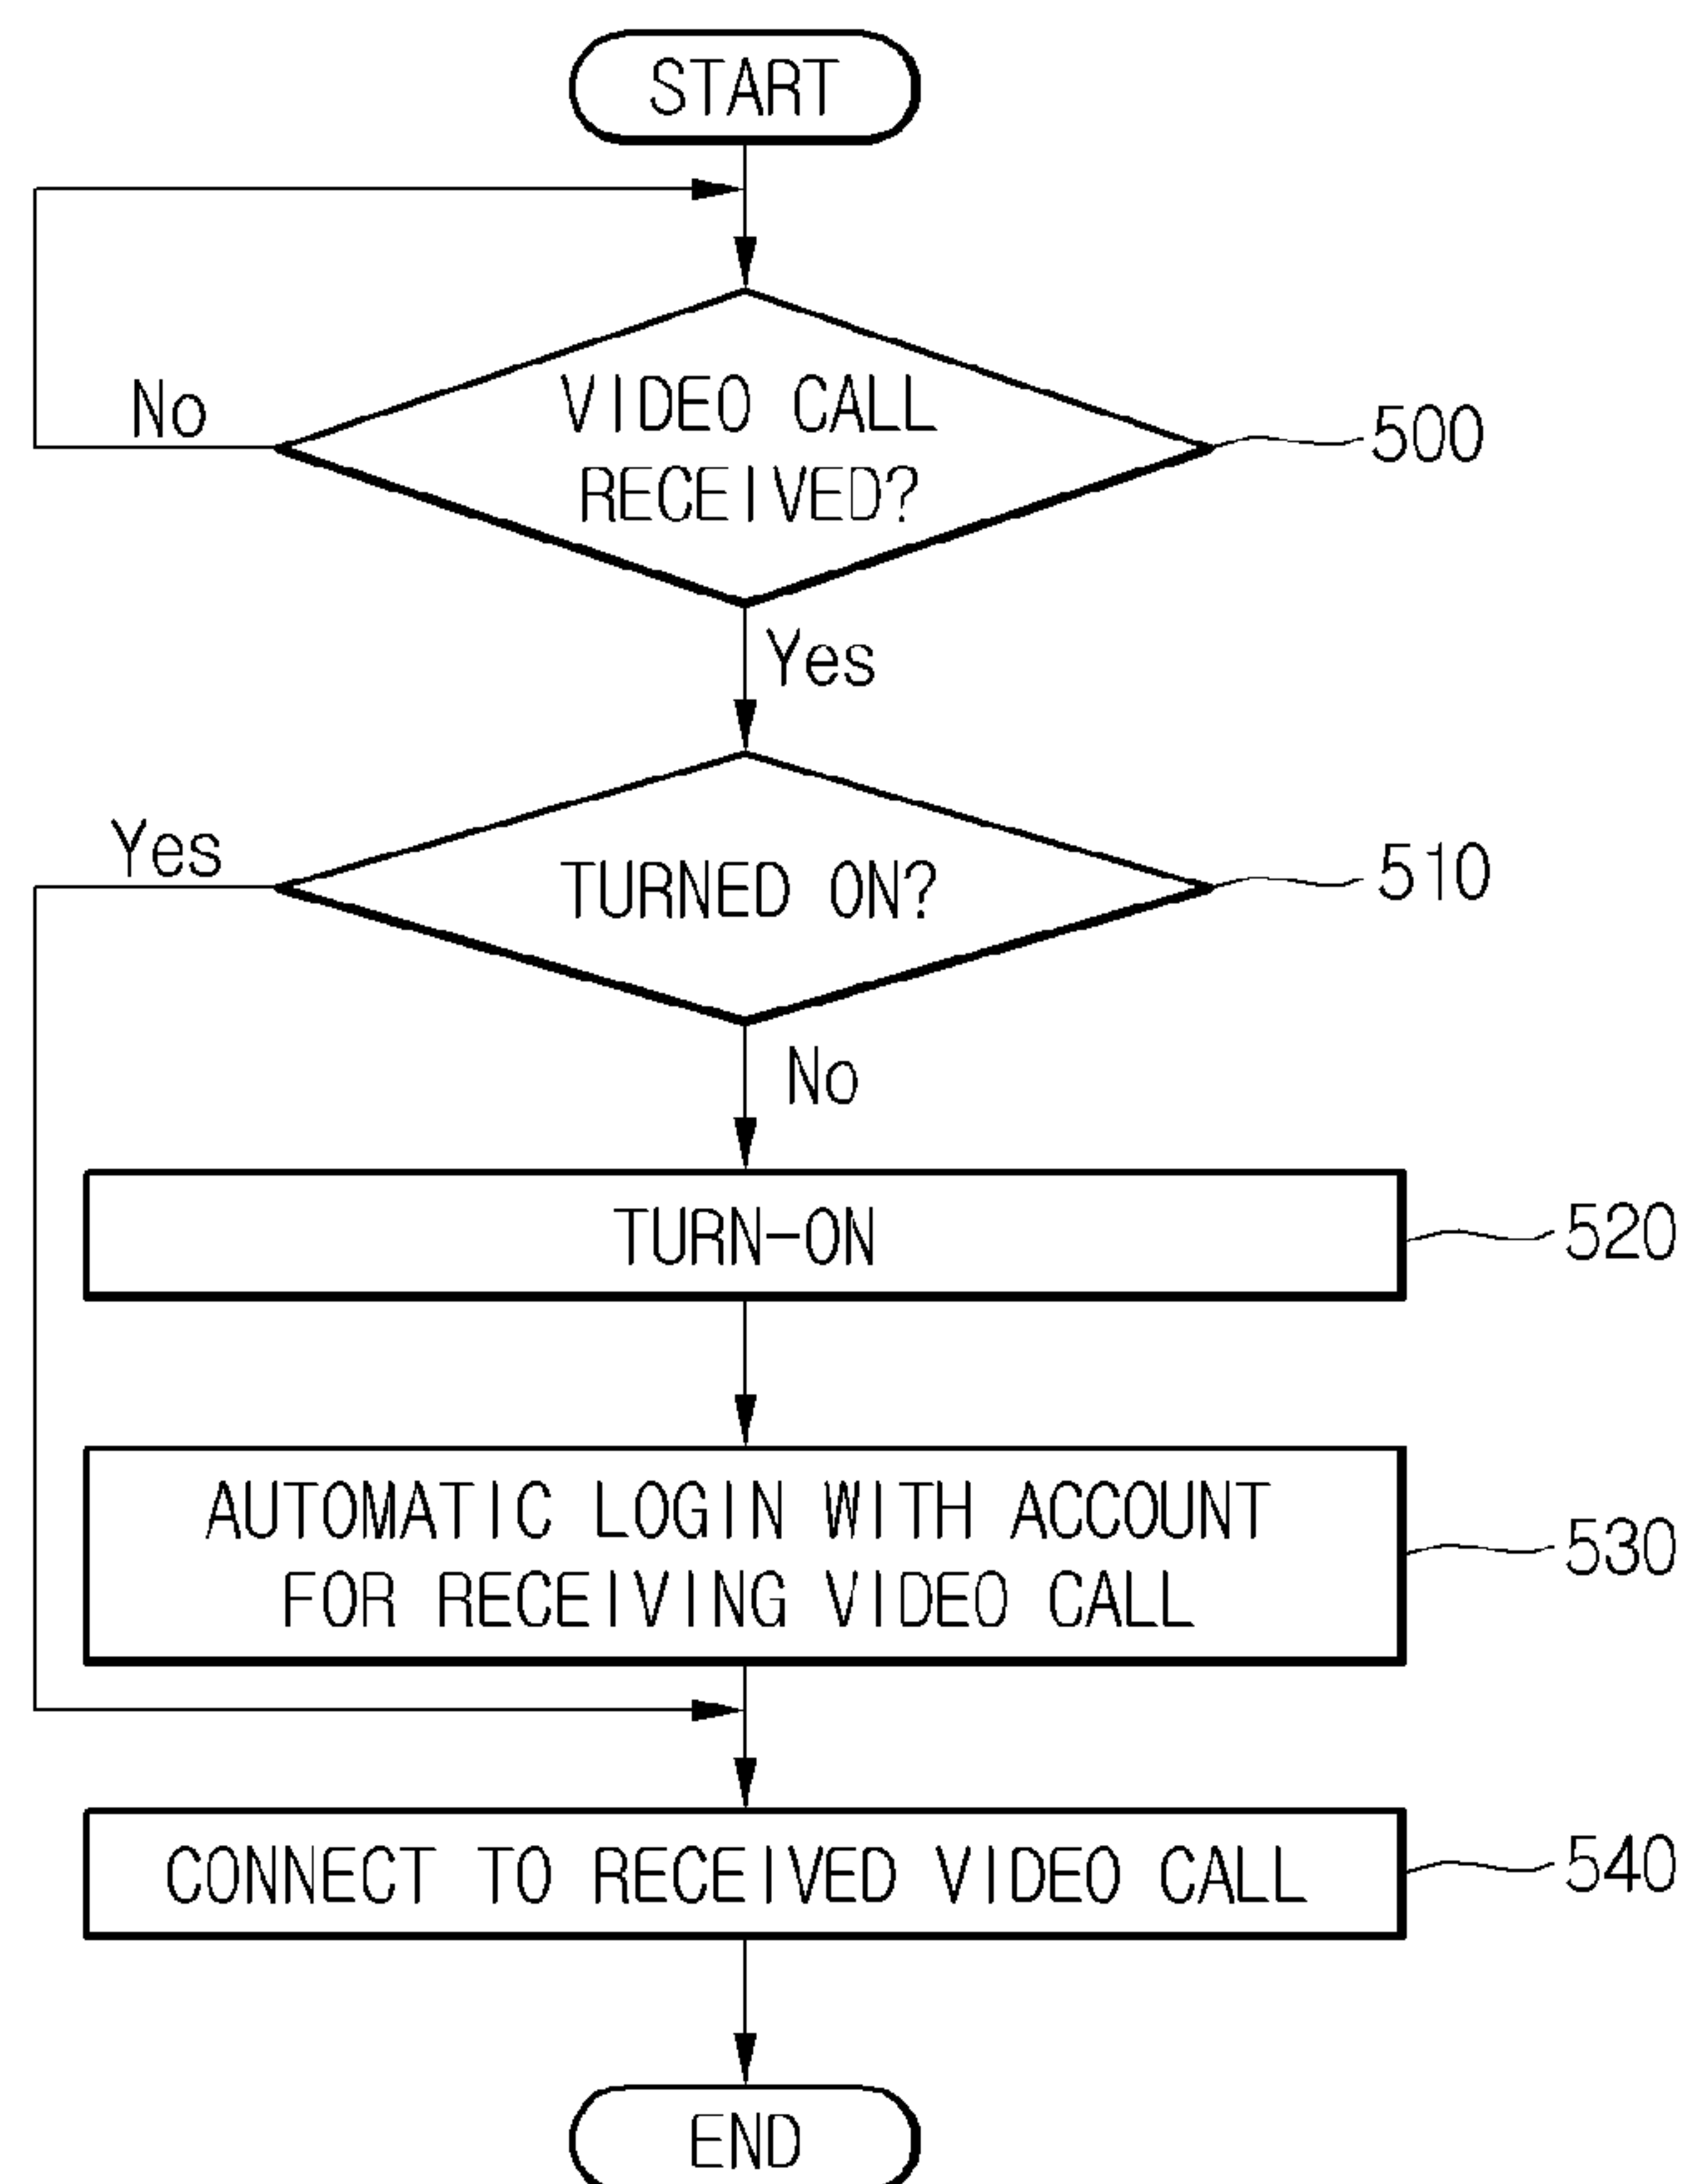 START
No
VIDEO CALL
RECEIVED?
500
Yes
Yes
TURNED ON?
510
No
TURN-ON
520
AUTOMATIC LOGIN WITH ACCOUNT
FOR RECEIVING VIDEO CALL
530
CONNECT TO RECEIVED VIDEO CALL
540
END